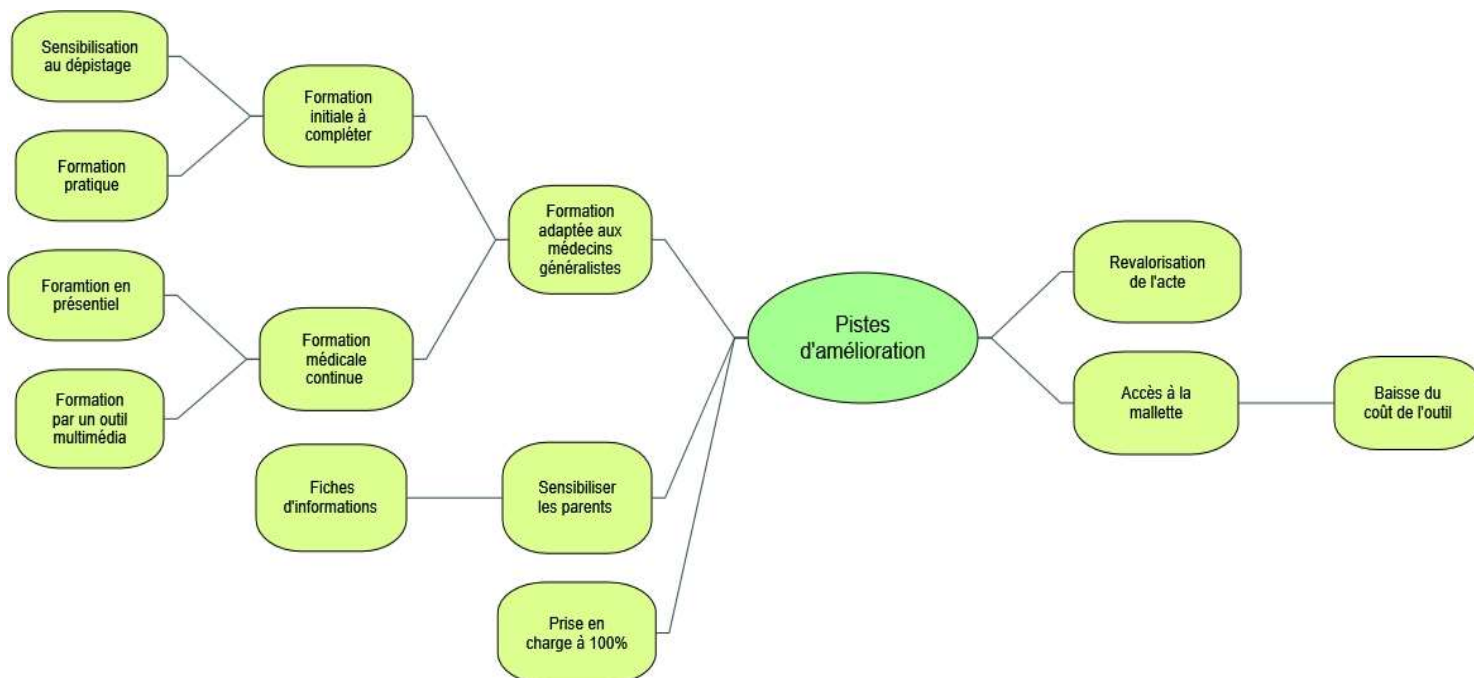 Sensibilisation
au dépistage
Formation
pratique
Formation
initiale à
compléter
Foramtion en
présentiel
Formation
par un outil
multimédia
Formation
médicale
continue
Formation
adaptée aux
médecins
généralistes
Fiches
d'informations
Sensibiliser
les parents
Prise en
charge à 100%
Pistes
d'amélioration
Revalorisation
de l'acte
Accès à la
mallette
Baisse du
coût de l'outil